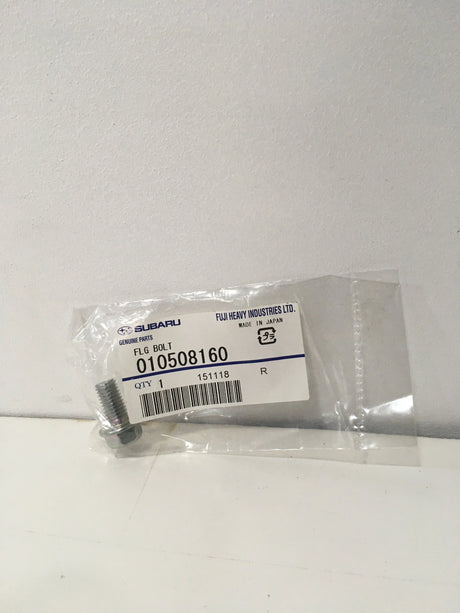 SUBARU
GENUINE PARTS
FUJI HEAVY INDUSTRIES LTD.
MADE IN JAPAN
FLG BOLT
010508160
QTY 1
151118
R